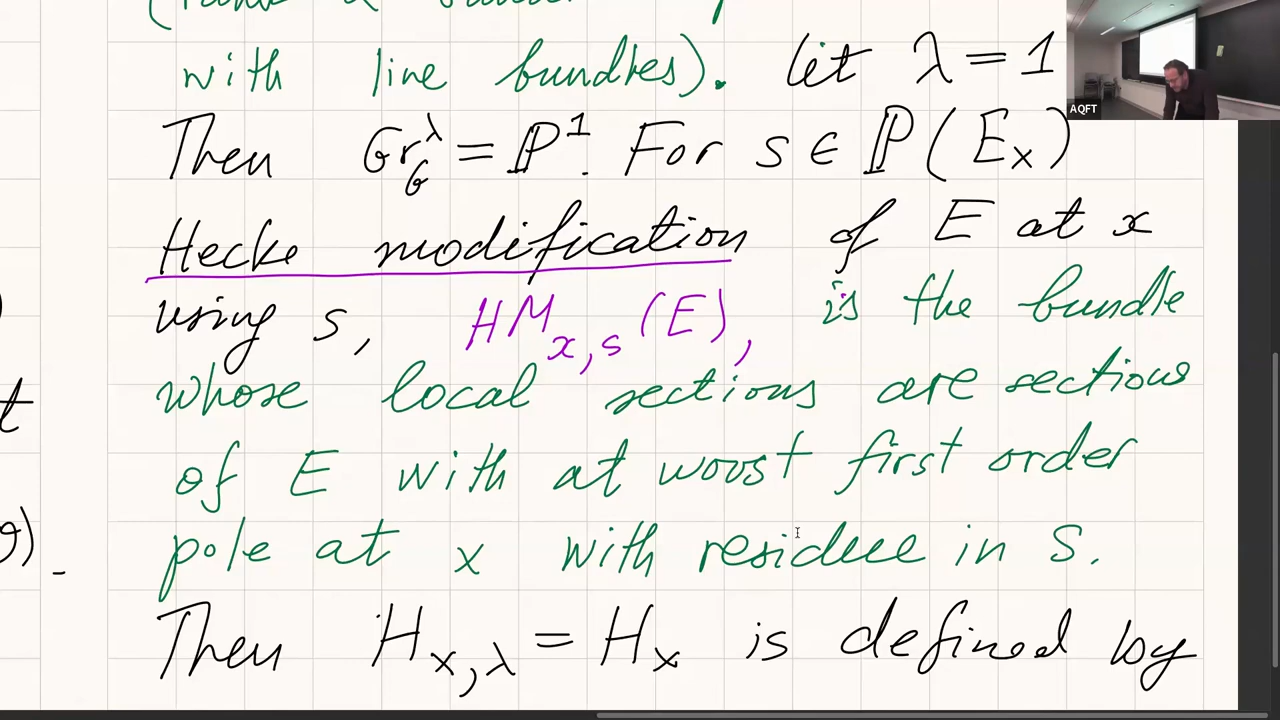 with line bundles). Let λ = 1
AQFT
Then Gr_G^λ = ℙ^1. For s ∈ ℙ(E_x)
Hecke modification of E at x
using s, HM_{x,s}(E), is the bundle
whose local sections are sections
of E with at worst first order
pole at x with residue in s.
Then H_{x,λ} = H_x is defined by